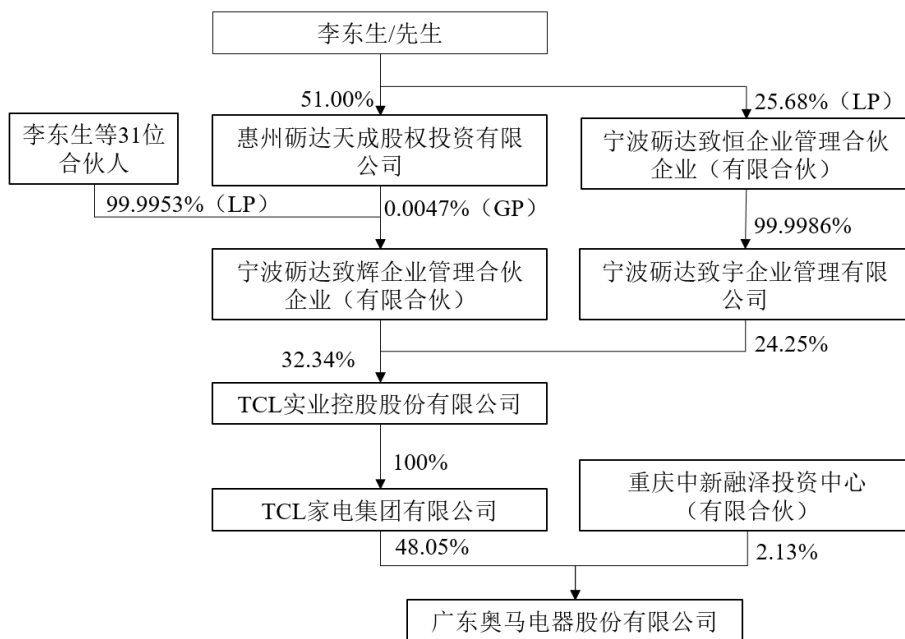 李东生/先生
51.00%
25.68%（LP）
李东生等31位
合伙人
惠州砺达天成股权投资有限
公司
宁波砺达致恒企业管理合伙
企业（有限合伙）
99.9953%（LP）
0.0047%（GP）
99.9986%
宁波砺达致辉企业管理合伙
企业（有限合伙）
宁波砺达致宇企业管理有限
公司
32.34%
24.25%
TCL实业控股股份有限公司
100%
TCL家电集团有限公司
重庆中新融泽投资中心
（有限合伙）
48.05%
2.13%
广东奥马电器股份有限公司